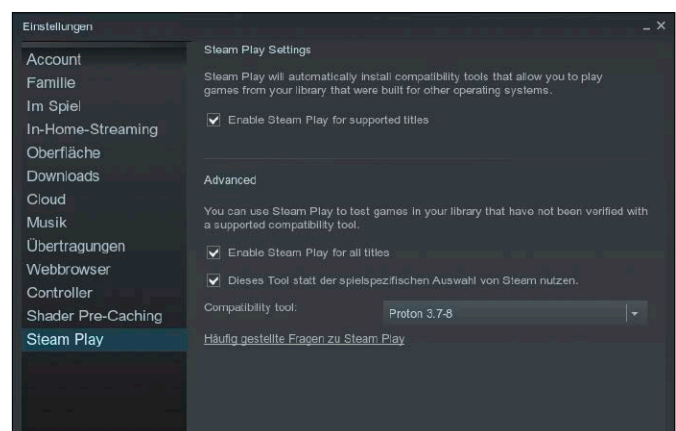 Einstellungen
Account
Familie
Im Spiel
In-Home-Streaming
Oberfläche
Downloads
Cloud
Musik
Übertragungen
Webbrowser
Controller
Shader Pre-Caching
Steam Play
Steam Play Settings
Steam Play will automatically install compatibility tools that allow you to play
games from your library that were built for other operating systems.
Enable Steam Play for supported titles
Advanced
You can use Steam Play to test games in your library that have not been verified with
a supported compatibility tool.
Enable Steam Play for all titles
Dieses Tool statt der spielspezifischen Auswahl von Steam nutzen.
Compatibility tool: Proton 3.7-8
Häufig gestellte Fragen zu Steam Play